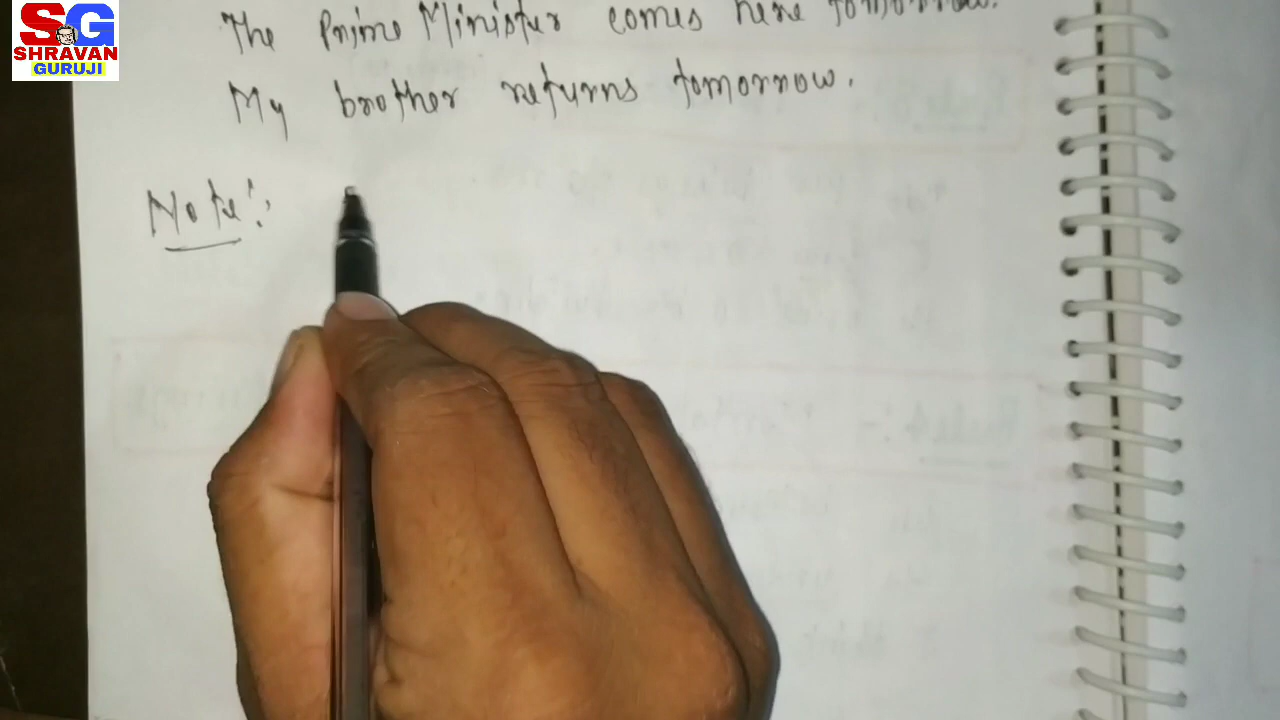 SG
SHRAVAN
GURUJI
The Prime Minister comes here tomorrow.
My brother returns tomorrow.
Note: